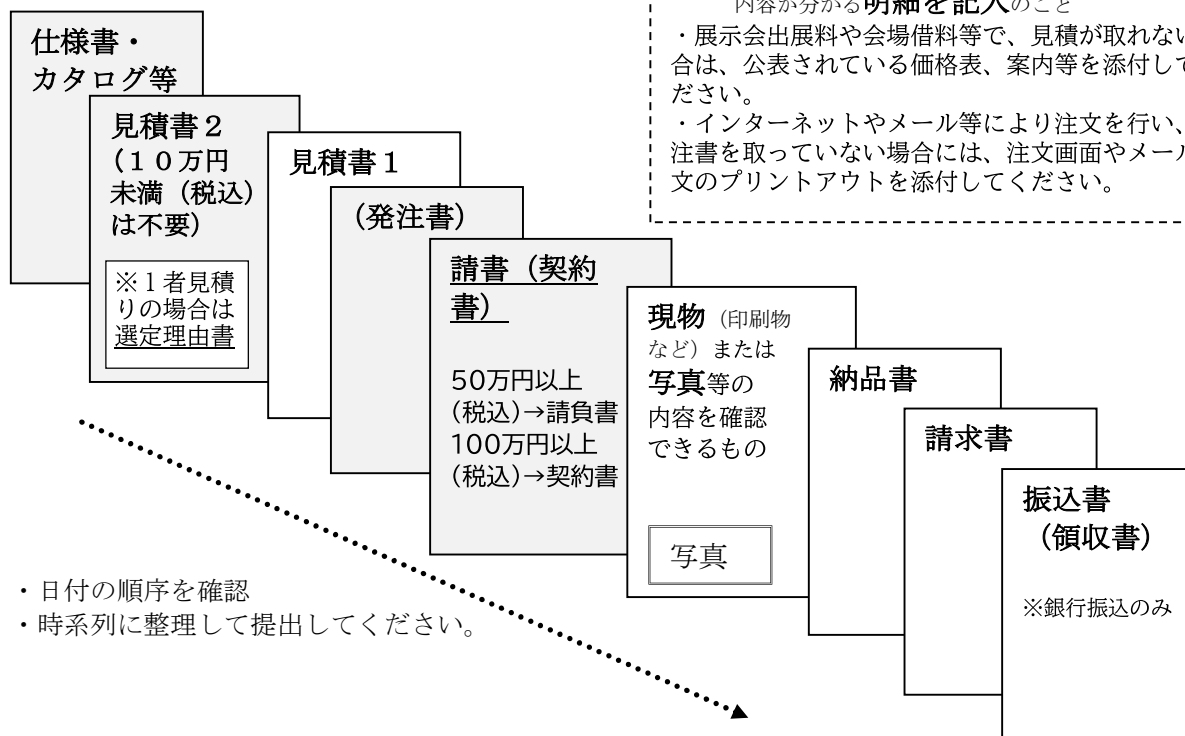 仕様書・
カタログ等
見積書２
（１０万円
未満（税込）
は不要）
※１者見積
りの場合は
選定理由書
見積書１
（発注書）
請書（契約
書）
50万円以上
(税込)→請負書
100万円以上
(税込)→契約書
現物（印刷物
など）または
写真等の
内容を確認
できるもの
写真
納品書
請求書
振込書
（領収書）
※銀行振込のみ
内容が分かる明細を記入のこと
・展示会出展料や会場借料等で、見積が取れない
合は、公表されている価格表、案内等を添付して
ださい。
・インターネットやメール等により注文を行い、
注書を取っていない場合には、注文画面やメール
文のプリントアウトを添付してください。
・日付の順序を確認
・時系列に整理して提出してください。